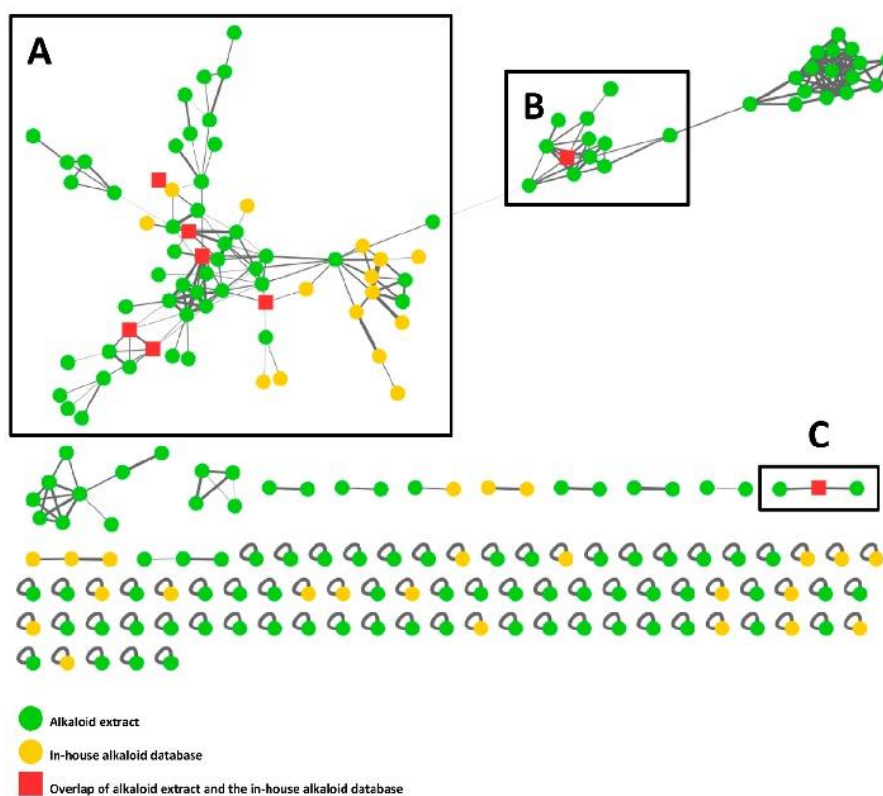 A
B
C
Alkaloid extract
In-house alkaloid database
Overlap of alkaloid extract and the in-house alkaloid database